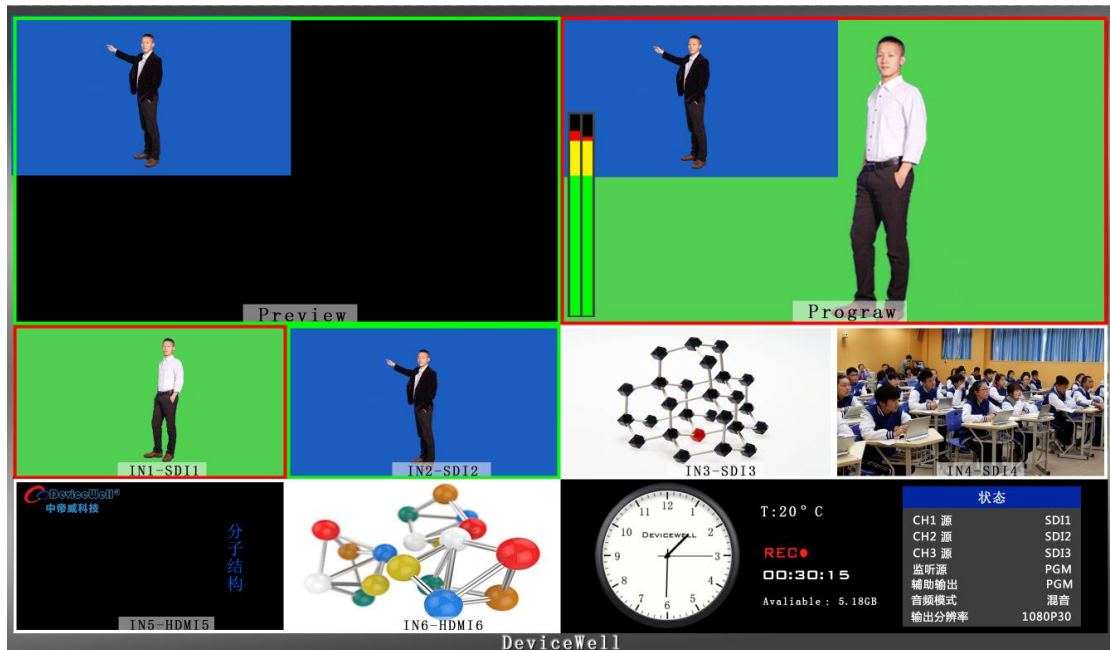 Preview
Prograw
IN1-SDI1
IN2-SDI2
IN3-SDI3
IN4-SDI4
DeviceWell®
中帝威科技
分子结构
IN5-HDMI5
IN6-HDMI6
12
11
1
10
DEVICEWELL
2
9
3
8
4
7
6
5
T:20°C
REC
00:30:15
Avaliable: 5.18GB
状态
CH1 源 SDI1
CH2 源 SDI2
CH3 源 SDI3
监听源 PGM
辅助输出 PGM
音频模式 混音
输出分辨率 1080P30
DeviceWell